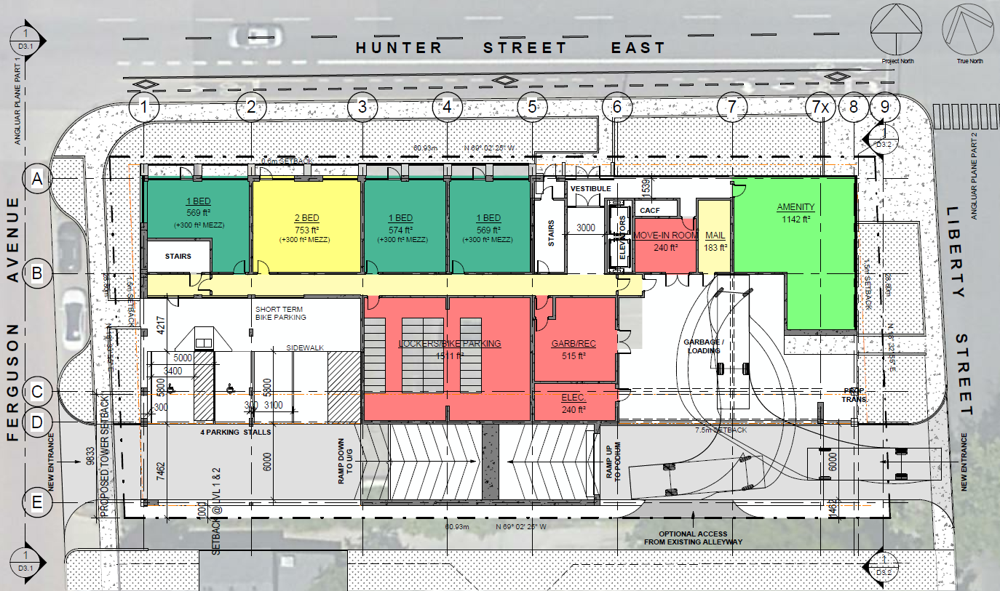 HUNTER STREET EAST
Project North
True North
1
D3.1
ANGLUAR PLANE PART 1
1
2
3
4
5
6
7
7x
8
9
1
D3.2
ANGLUAR PLANE PART 2
60.93m N 69° 02' 25" W
0.6m SETBACK
A
B
C
D
E
FERGUSON AVENUE
LIBERTY STREET
1 BED
569 ft²
(+300 ft² MEZZ)
2 BED
753 ft²
(+300 ft² MEZZ)
1 BED
574 ft²
(+300 ft² MEZZ)
1 BED
569 ft²
(+300 ft² MEZZ)
STAIRS
STAIRS
VESTIBULE
3000
1539
ELEVATORS
CACF
MOVE-IN ROOM
240 ft²
MAIL
183 ft²
AMENITY
1142 ft²
1.5m SETBACK
1.5m SETBACK
SHORT TERM
BIKE PARKING
4217
SIDEWALK
5000
3400
5800
300
300
3100
5800
4 PARKING STALLS
LOCKERS/BIKE PARKING
1511 ft²
GARB/REC
515 ft²
ELEC.
240 ft²
GARBAGE /
LOADING
PROP.
TRANS.
7.5m SETBACK
NEW ENTRANCE
9833
PROPOSED TOWER SETBACK
7462
6000
SETBACK @ LVL 1 & 2
RAMP DOWN
TO U/G
RAMP UP
TO PODIUM
6000
1462
NEW ENTRANCE
60.93m N 69° 02' 25" W
OPTIONAL ACCESS
FROM EXISTING ALLEYWAY
1
D3.1
1
D3.2